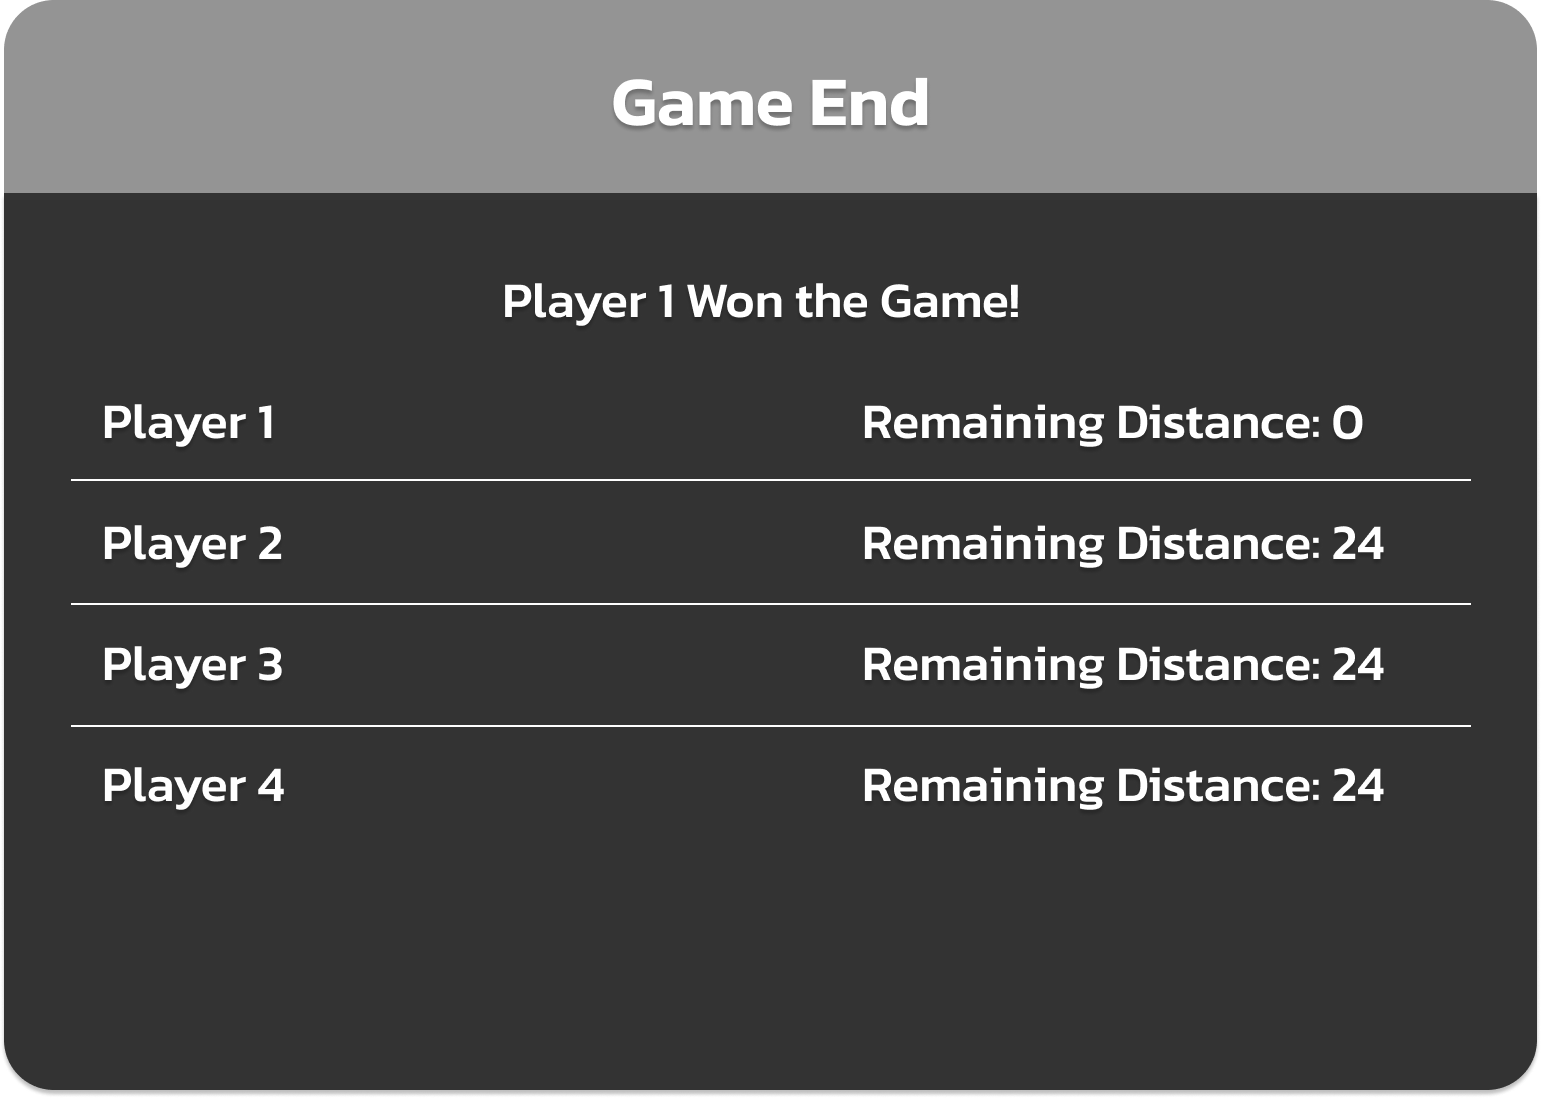 Game End
Player 1 Won the Game!
Player 1 Remaining Distance: 0
Player 2 Remaining Distance: 24
Player 3 Remaining Distance: 24
Player 4 Remaining Distance: 24